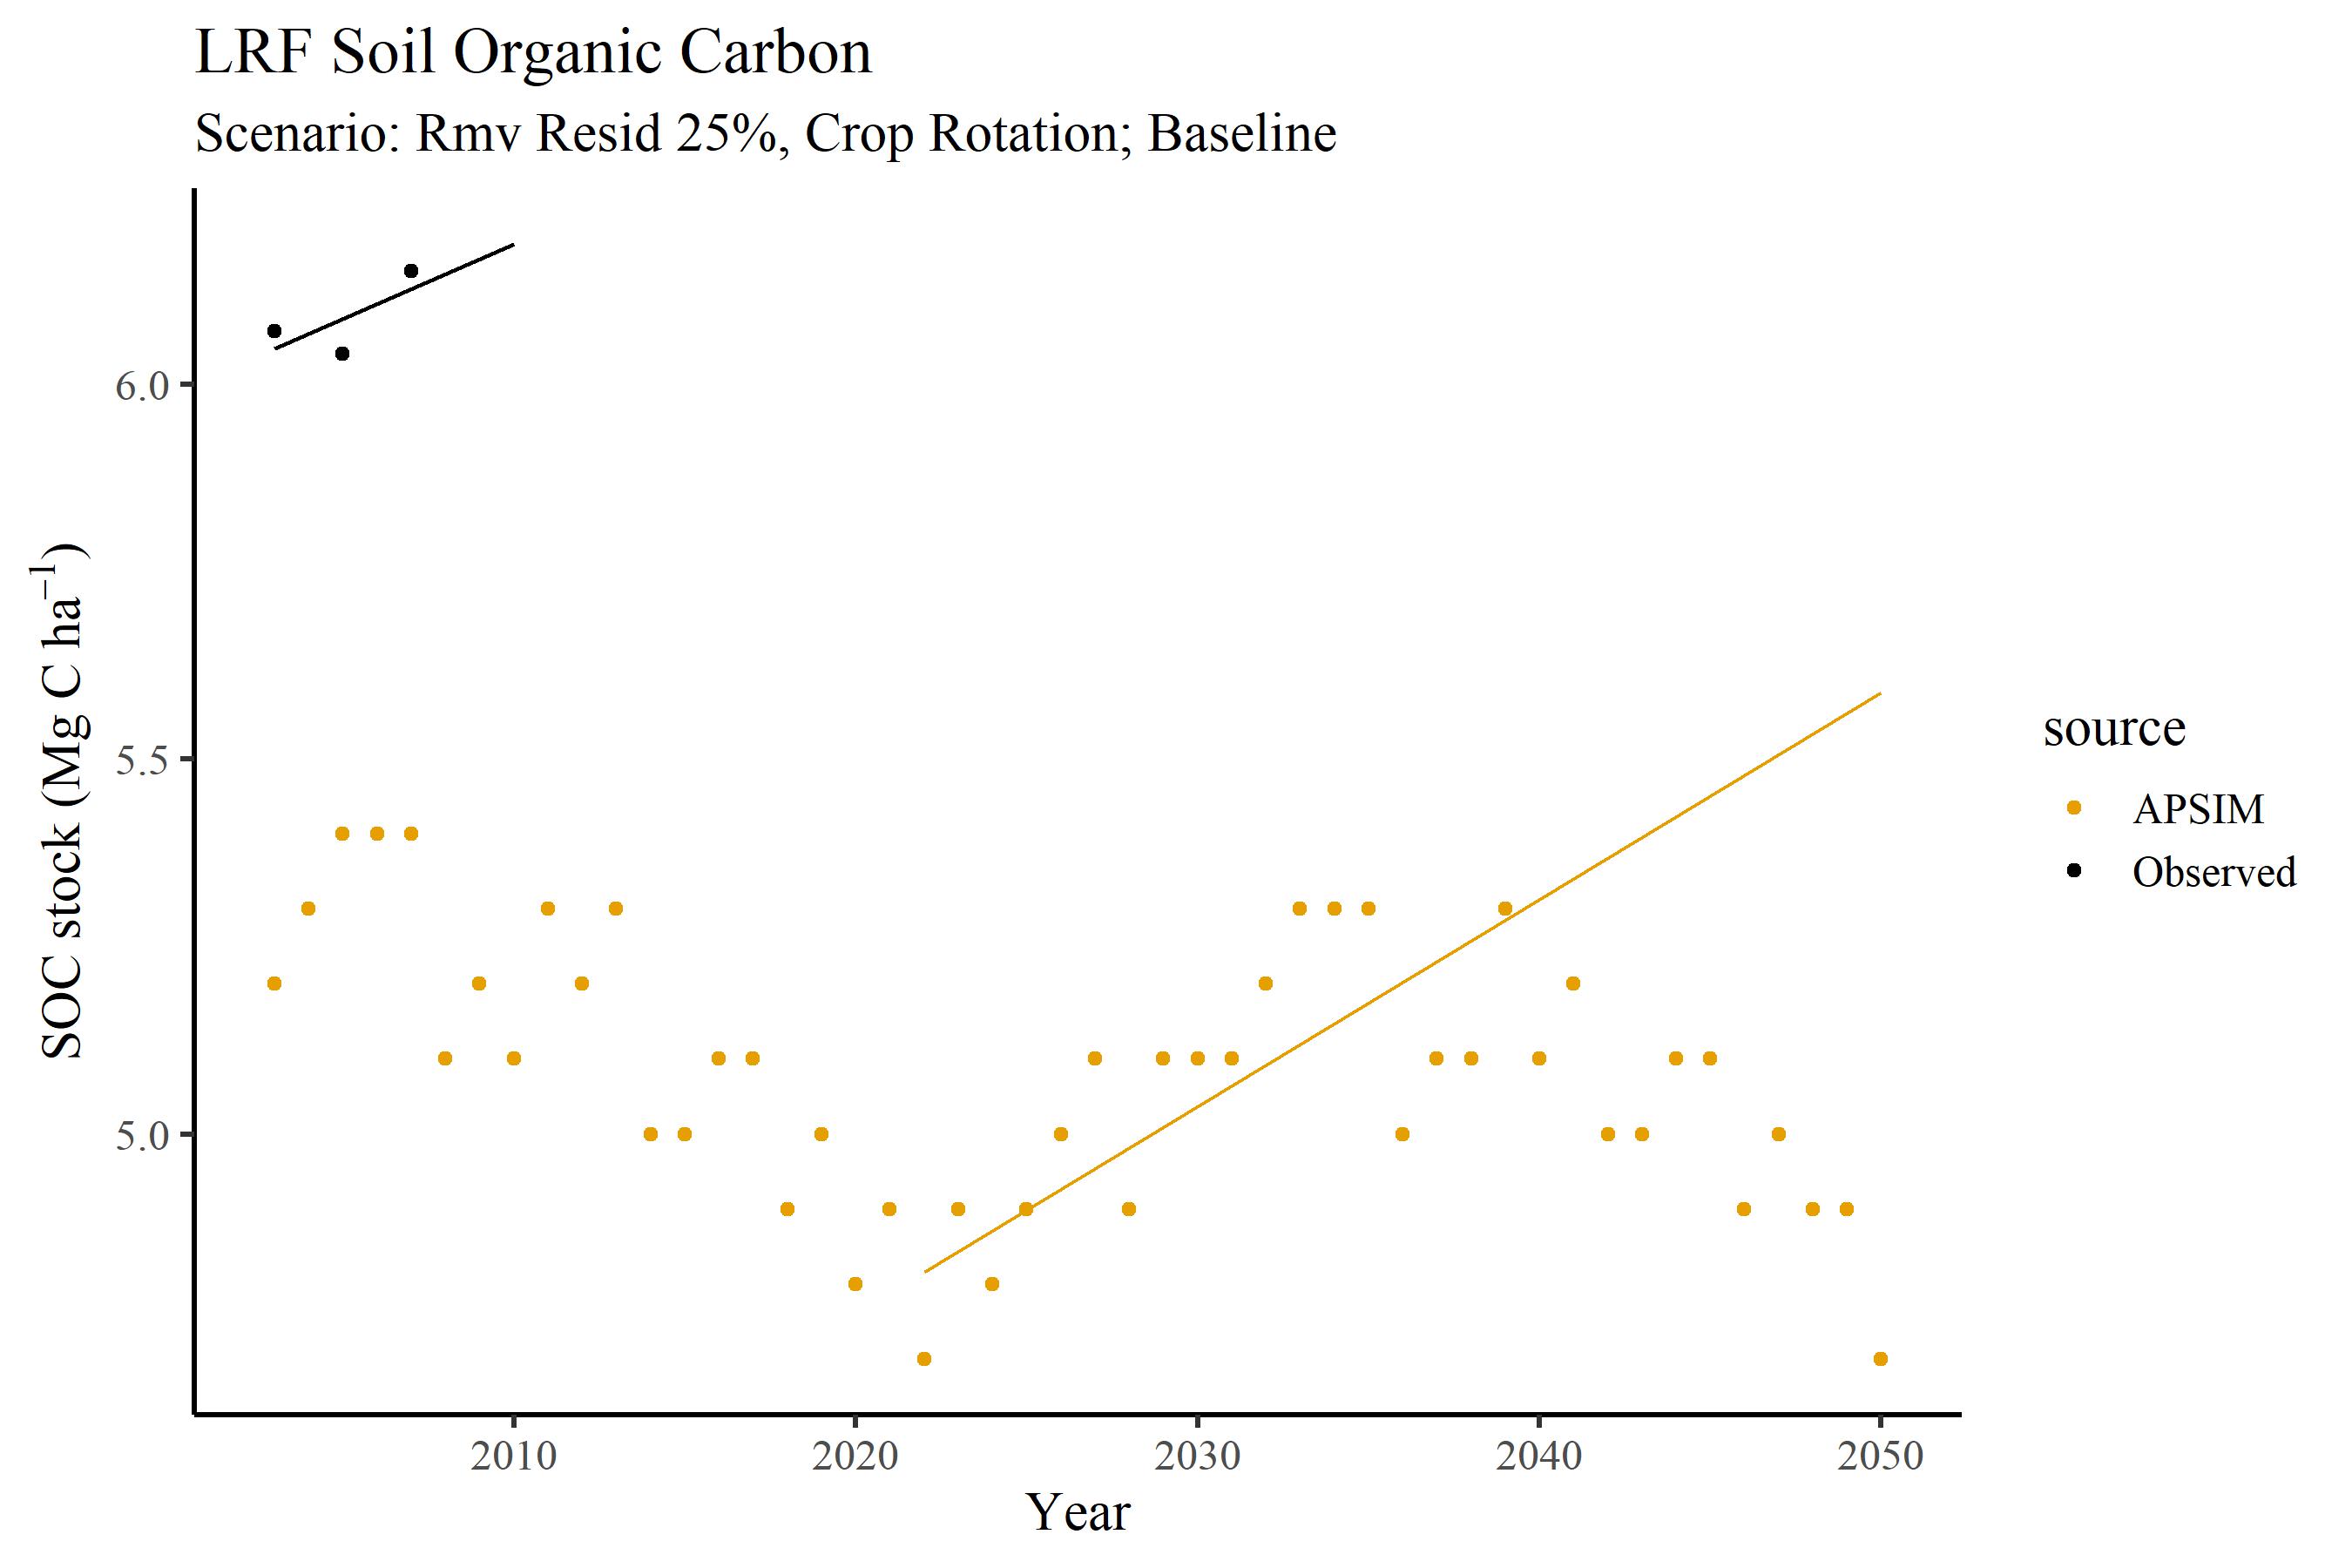 LRF Soil Organic Carbon
Scenario: Rmv Resid 25%, Crop Rotation; Baseline
SOC stock (Mg C ha⁻¹)
6.0
5.5
5.0
2010 2020 2030 2040 2050
Year
source
APSIM
Observed